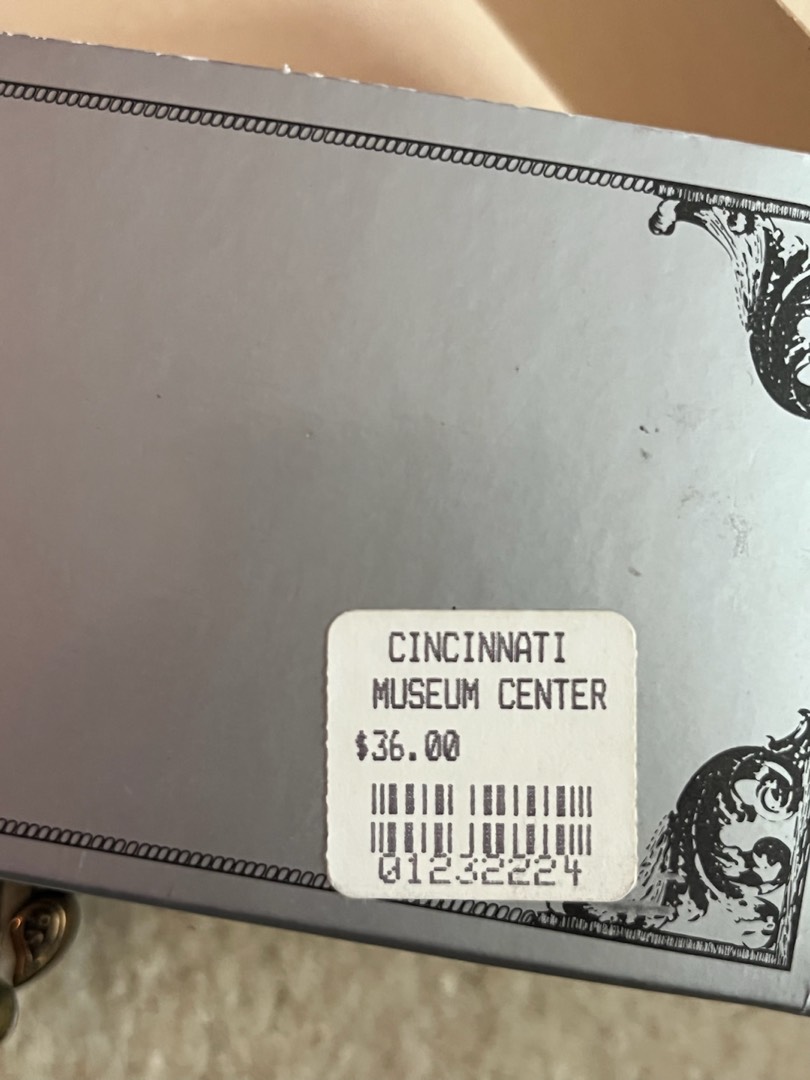 CINCINNATI
MUSEUM CENTER
$36.00
01232224